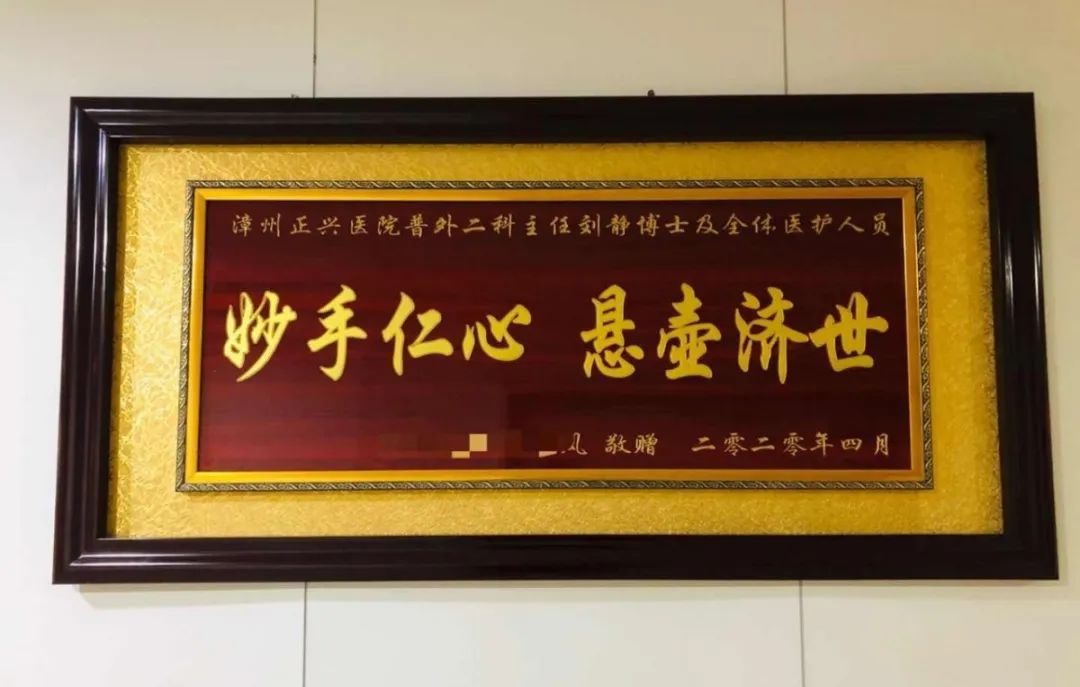 漳州正兴医院普外二科主任刘静博士及全体医护人员
妙手仁心 悬壶济世
敬赠 二零二零年四月